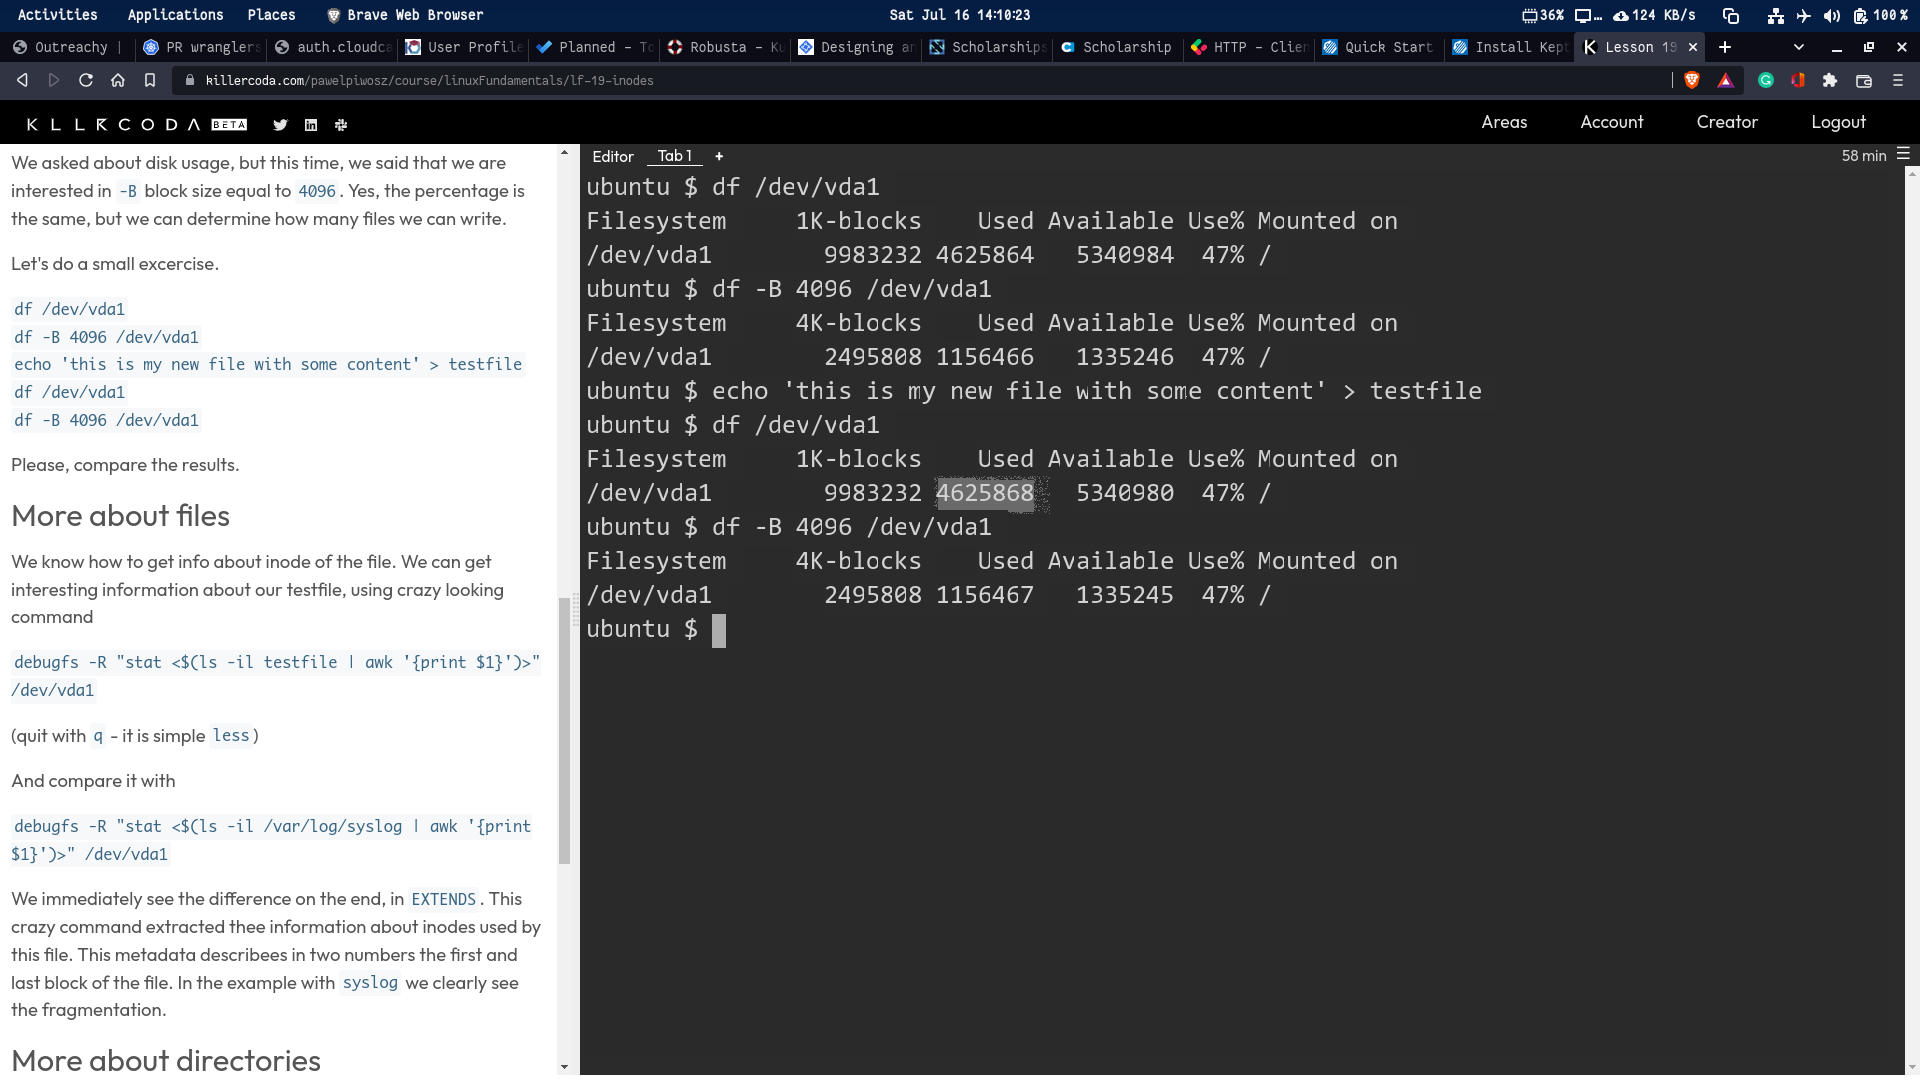 Activities Applications Places Brave Web Browser Sat Jul 16 14:10:23 36% … 124 KB/s 100%
Outreachy | PR wranglers auth.cloudca User Profile Planned - To Robusta - Ku Designing an Scholarships Scholarship HTTP - Clien Quick Start Install Kept Lesson 19
killercoda.com/pawelpiwosz/course/linuxFundamentals/lf-19-inodes
KLLRCODA BETA Areas Account Creator Logout
Editor Tab 1 + 58 min
We asked about disk usage, but this time, we said that we are
interested in -B block size equal to 4096. Yes, the percentage is
the same, but we can determine how many files we can write.
Let's do a small excercise.
df /dev/vda1
df -B 4096 /dev/vda1
echo 'this is my new file with some content' > testfile
df /dev/vda1
df -B 4096 /dev/vda1
Please, compare the results.
More about files
We know how to get info about inode of the file. We can get
interesting information about our testfile, using crazy looking
command
debugfs -R "stat <$(ls -il testfile | awk '{print $1}')>"
/dev/vda1
(quit with q - it is simple less)
And compare it with
debugfs -R "stat <$(ls -il /var/log/syslog | awk '{print
$1}')>" /dev/vda1
We immediately see the difference on the end, in EXTENDS. This
crazy command extracted thee information about inodes used by
this file. This metadata describees in two numbers the first and
last block of the file. In the example with syslog we clearly see
the fragmentation.
More about directories
ubuntu $ df /dev/vda1
Filesystem 1K-blocks Used Available Use% Mounted on
/dev/vda1 9983232 4625864 5340984 47% /
ubuntu $ df -B 4096 /dev/vda1
Filesystem 4K-blocks Used Available Use% Mounted on
/dev/vda1 2495808 1156466 1335246 47% /
ubuntu $ echo 'this is my new file with some content' > testfile
ubuntu $ df /dev/vda1
Filesystem 1K-blocks Used Available Use% Mounted on
/dev/vda1 9983232 4625868 5340980 47% /
ubuntu $ df -B 4096 /dev/vda1
Filesystem 4K-blocks Used Available Use% Mounted on
/dev/vda1 2495808 1156467 1335245 47% /
ubuntu $